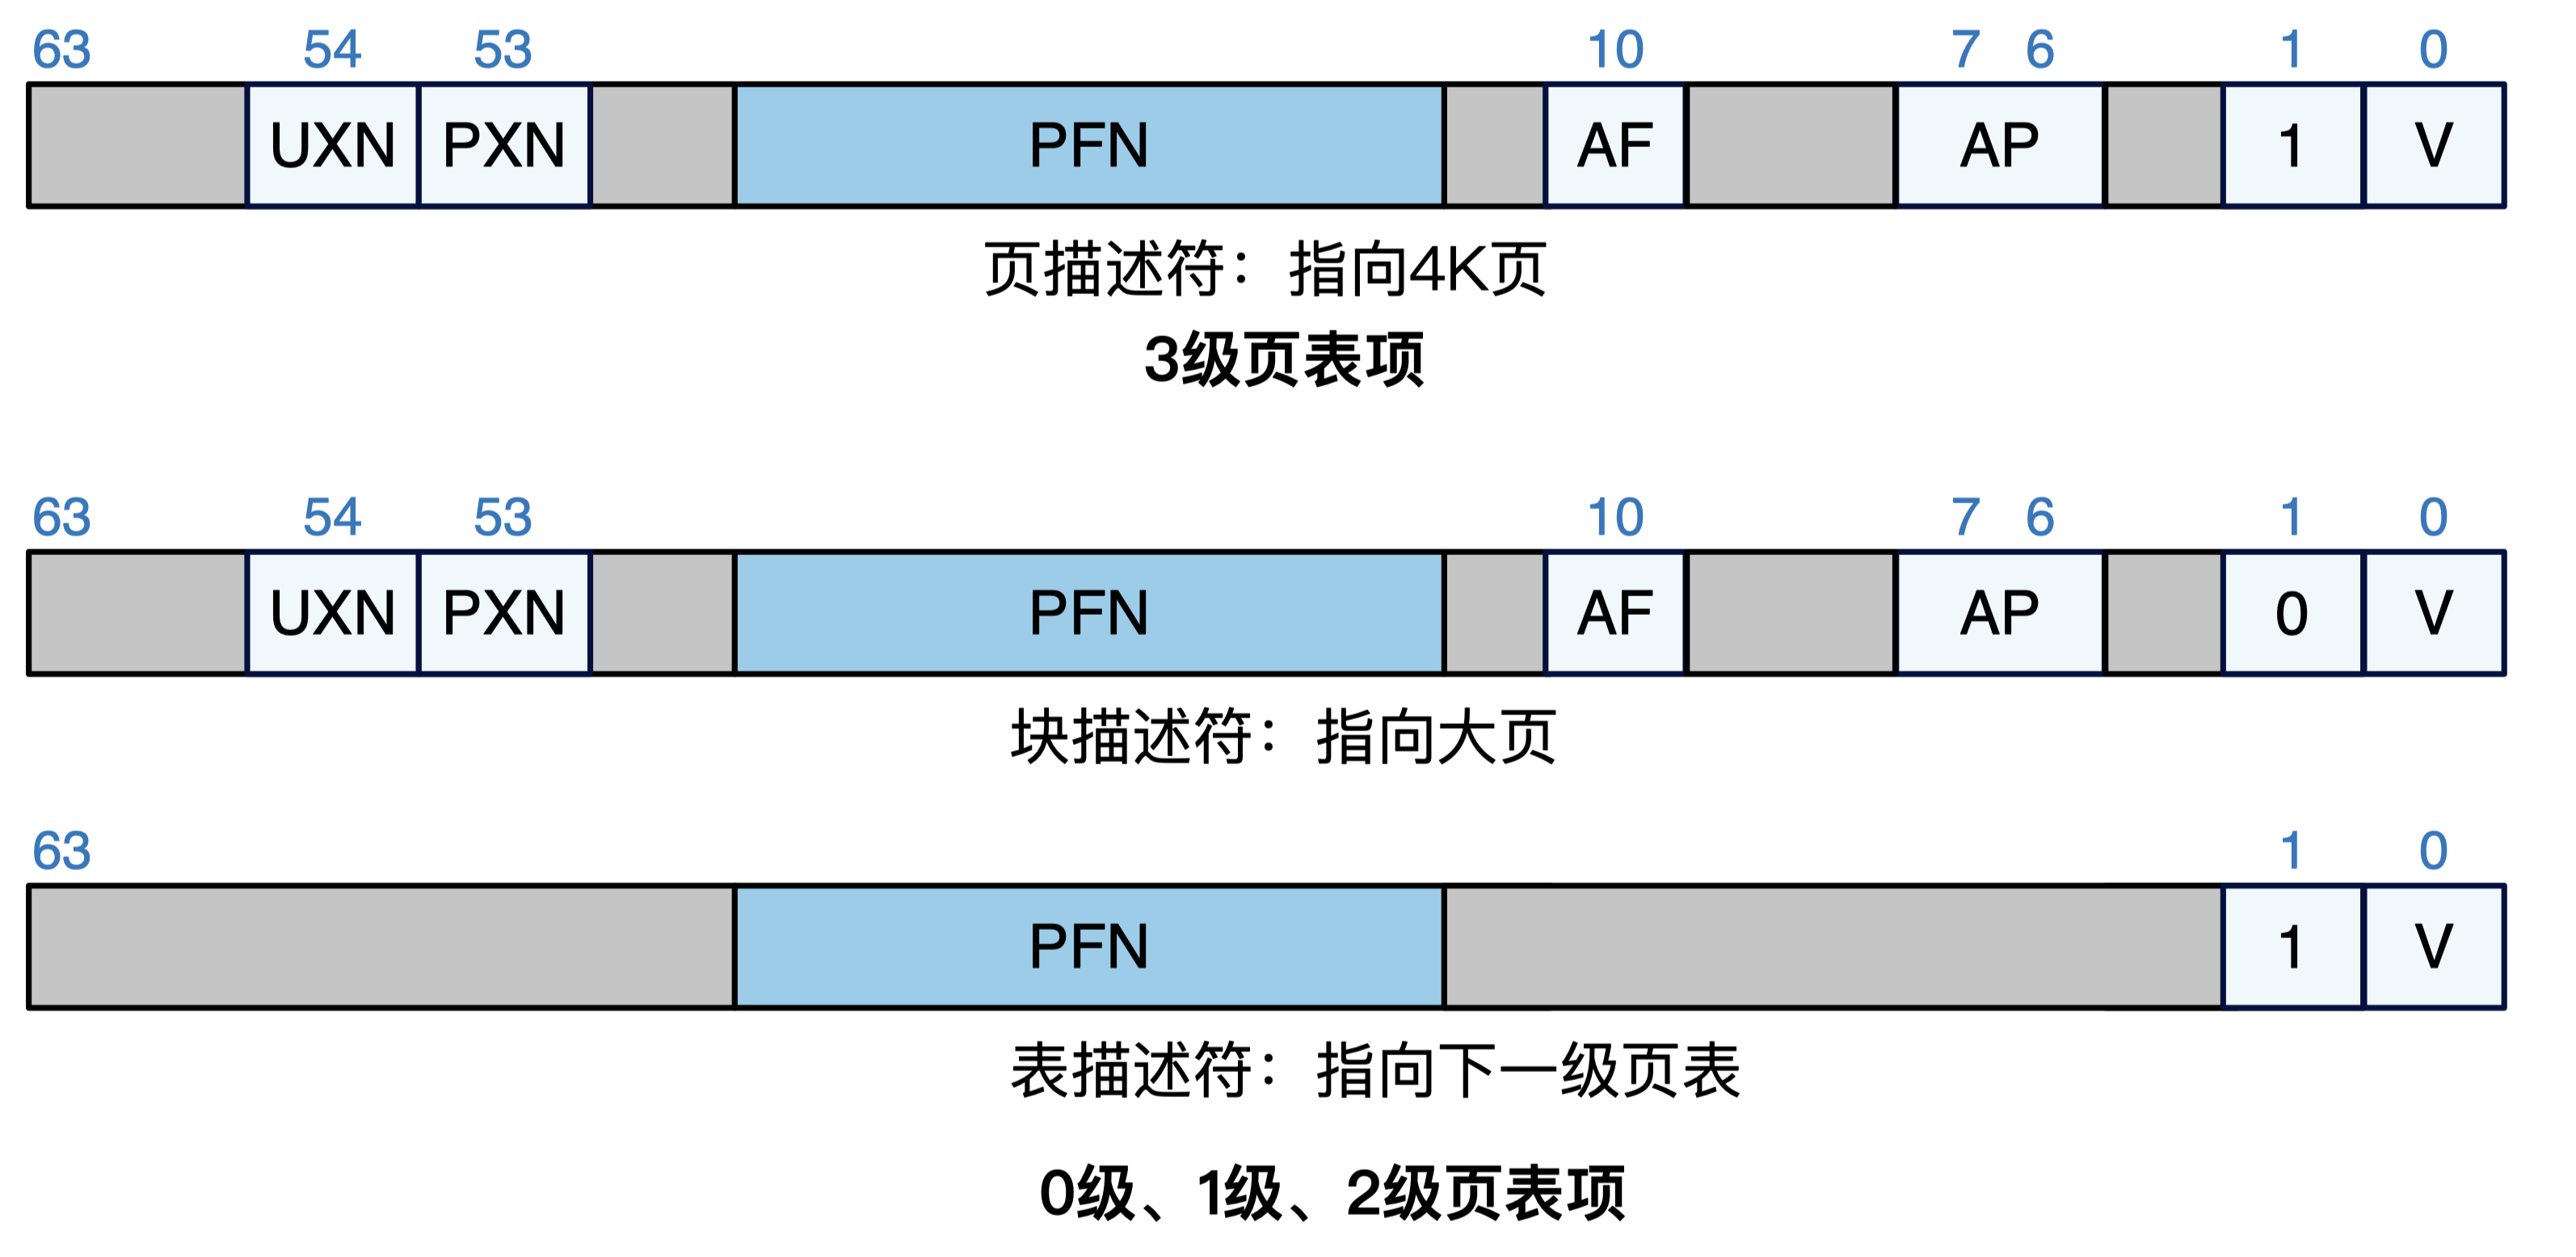 63 54 53 10 7 6 1 0
UXN PXN PFN AF AP 1 V
页描述符：指向4K页
3级页表项
63 54 53 10 7 6 1 0
UXN PXN PFN AF AP 0 V
块描述符：指向大页
63 1 0
PFN 1 V
表描述符：指向下一级页表
0级、1级、2级页表项